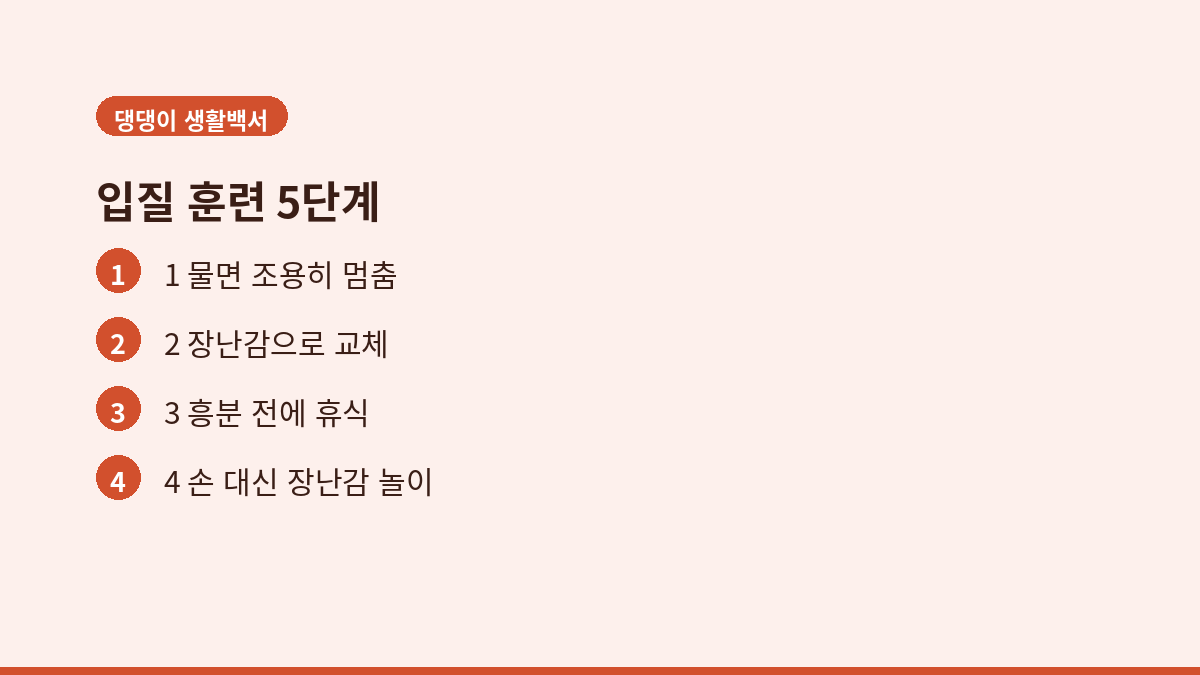 댕댕이 생활백서
입질 훈련 5단계
1 1 물면 조용히 멈춤
2 2 장난감으로 교체
3 3 흥분 전에 휴식
4 4 손 대신 장난감 놀이